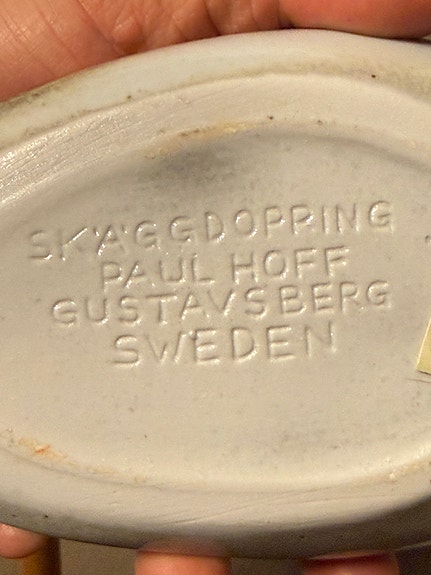 SKÄGGDOPPING
PAUL HOFF
GUSTAVSBERG
SWEDEN